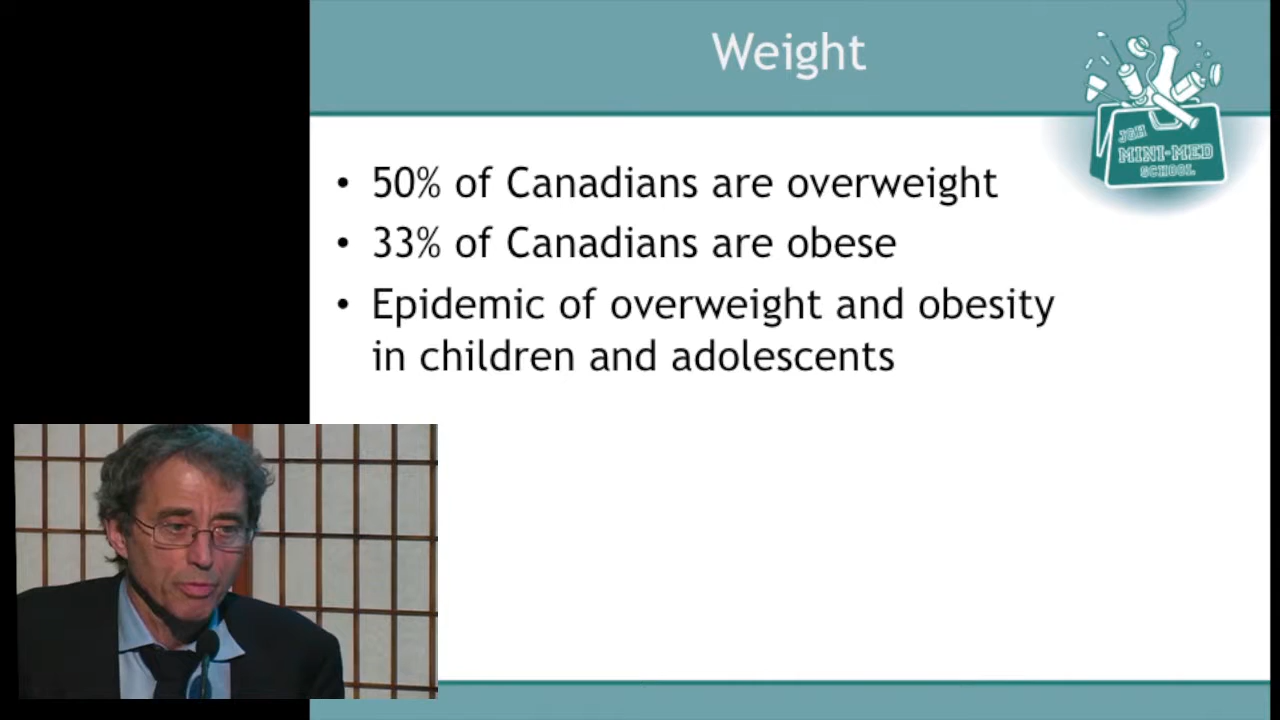 Weight
JGH
MINI-MED
SCHOOL
• 50% of Canadians are overweight
• 33% of Canadians are obese
• Epidemic of overweight and obesity
in children and adolescents